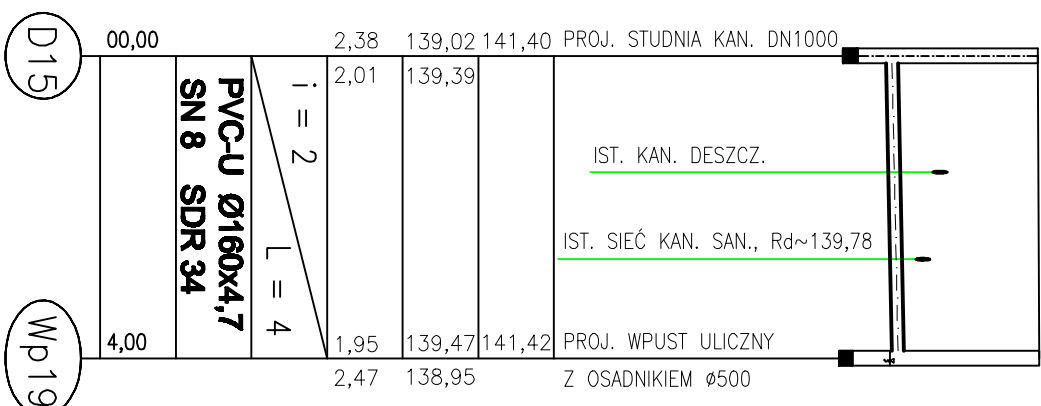 D15
00,00
2,38 139,02 141,40 PROJ. STUDNIA KAN. DN1000
2,01 139,39
PVC-U Ø160x4,7
SN 8 SDR 34
i = 2
L = 4
IST. KAN. DESZCZ.
IST. SIEĆ KAN. SAN., Rd~139,78
Wp19
4,00
1,95 139,47 141,42 PROJ. WPUST ULICZNY
2,47 138,95 Z OSADNIKIEM ø500